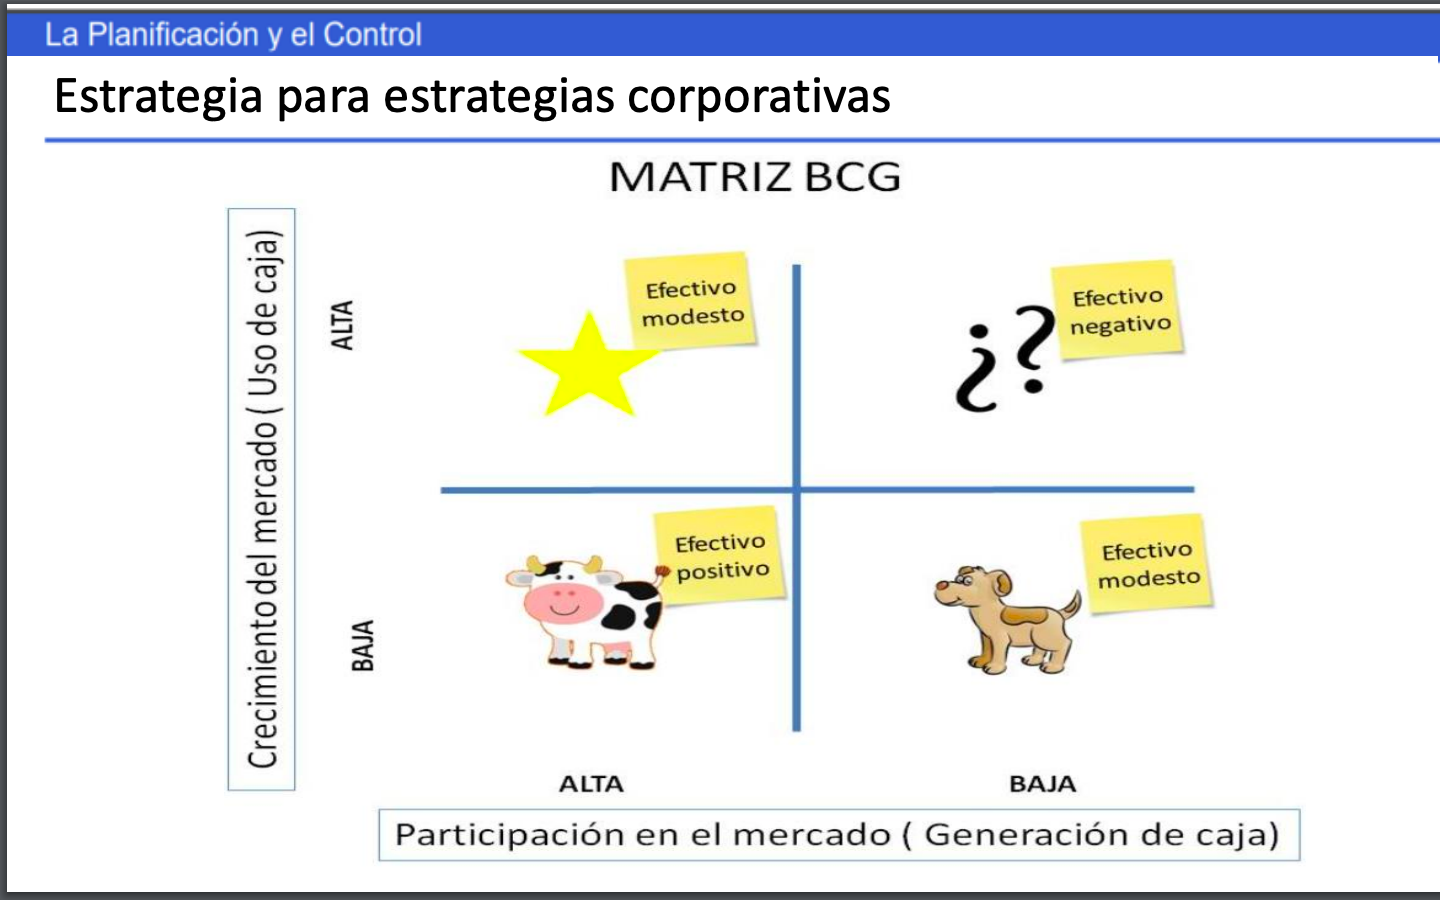 La Planificación y el Control
Estrategia para estrategias corporativas
MATRIZ BCG
Crecimiento del mercado ( Uso de caja)
ALTA
Efectivo
modesto
¿?
Efectivo
negativo
BAJA
Efectivo
positivo
Efectivo
modesto
ALTA
BAJA
Participación en el mercado ( Generación de caja)